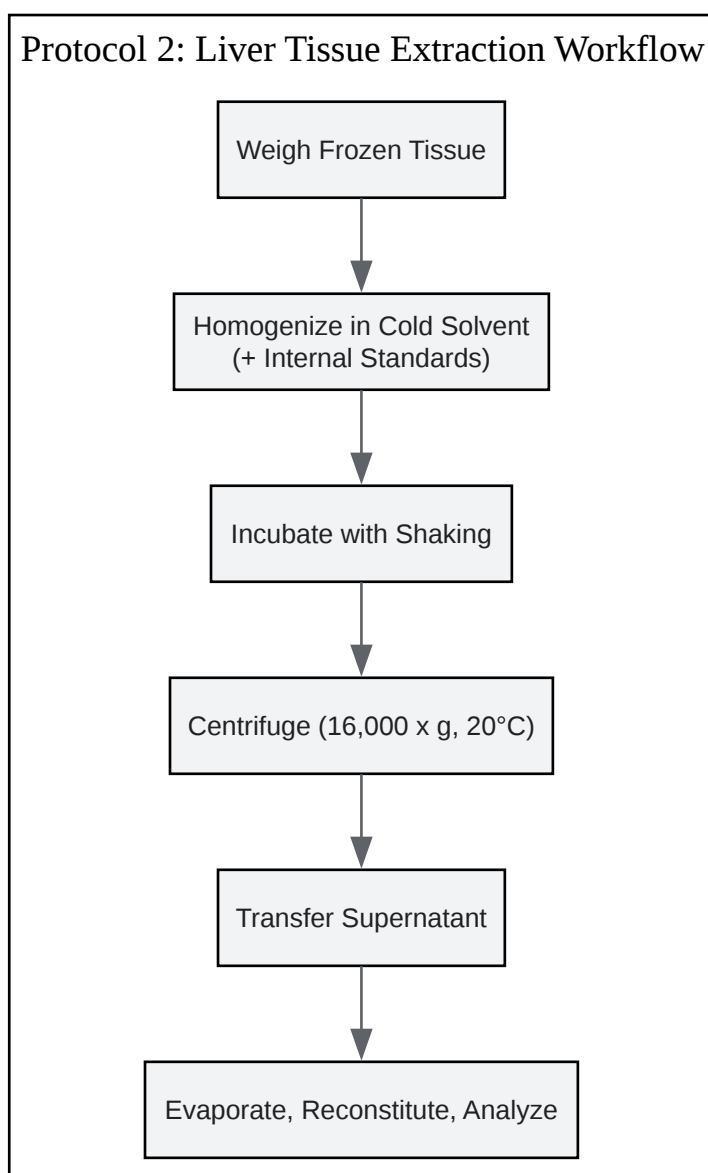 Protocol 2: Liver Tissue Extraction Workflow
Weigh Frozen Tissue
Homogenize in Cold Solvent
(+ Internal Standards)
Incubate with Shaking
Centrifuge (16,000 x g, 20°C)
Transfer Supernatant
Evaporate, Reconstitute, Analyze